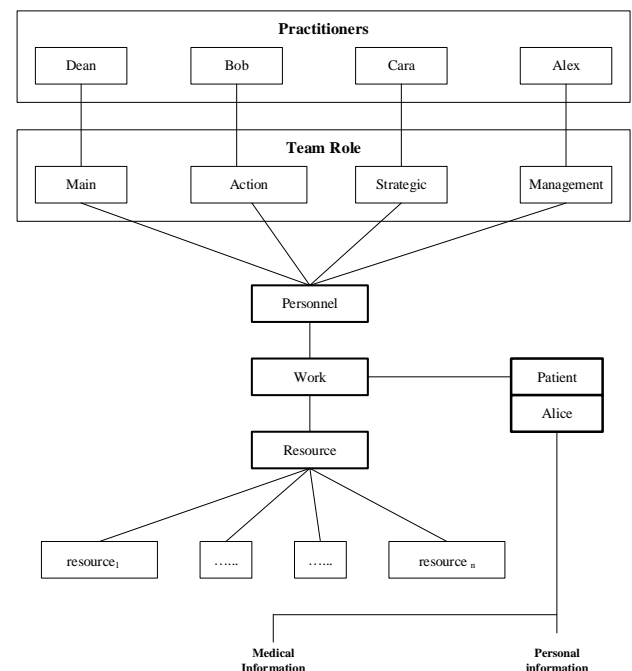 Practitioners
Dean Bob Cara Alex
Team Role
Main Action Strategic Management
Personnel
Work Patient
Alice
Resource
resource1 …... …... resource n
Medical Personal
Information information